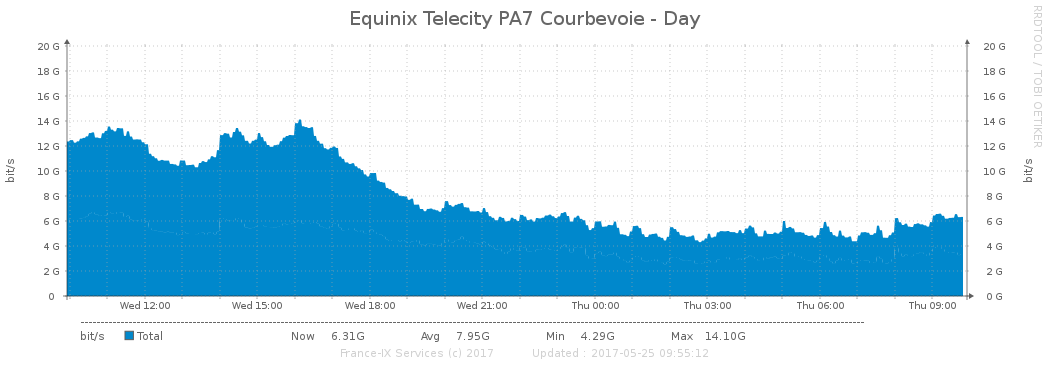 Equinix Telecity PA7 Courbevoie - Day
RRDTOOL / TOBI OETIKER
20 G 20 G
18 G 18 G
16 G 16 G
14 G 14 G
12 G 12 G
10 G 10 G
8 G 8 G
6 G 6 G
4 G 4 G
2 G 2 G
0 0 G
bit/s
bit/s
Wed 12:00 Wed 15:00 Wed 18:00 Wed 21:00 Thu 00:00 Thu 03:00 Thu 06:00 Thu 09:00
bit/s Total Now 6.31G Avg 7.95G Min 4.29G Max 14.10G
France-IX Services (c) 2017 Updated : 2017-05-25 09:55:12